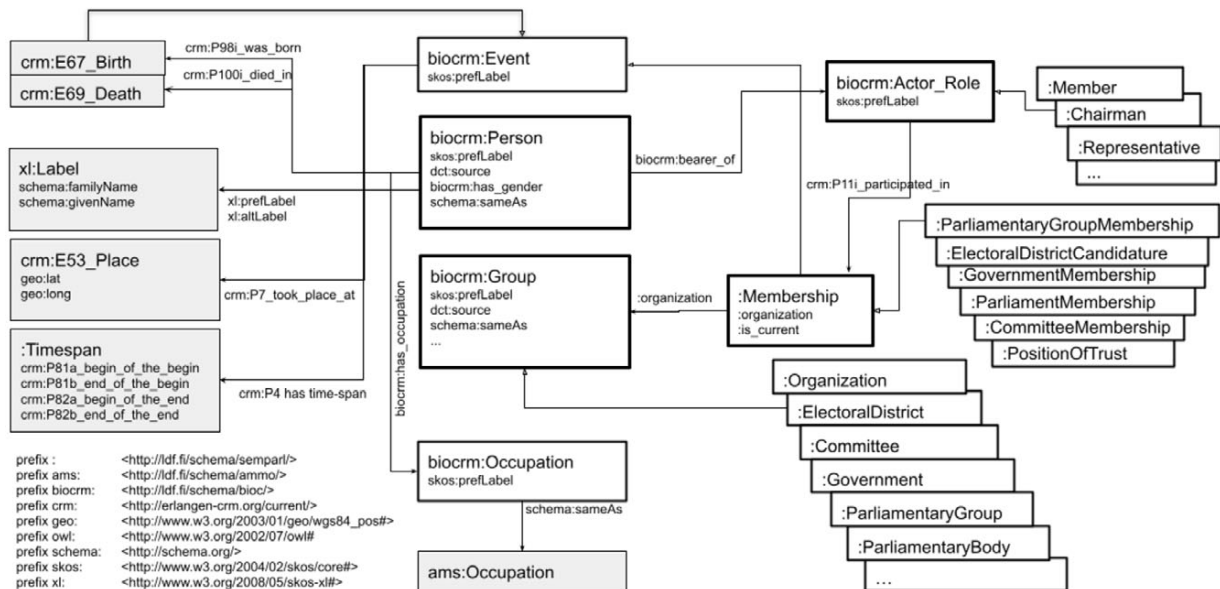 crm:E67_Birth
crm:E69_Death
crm:P98i_was_born
crm:P100i_died_in
biocrm:Event
skos:prefLabel
biocrm:Actor_Role
skos:prefLabel
:Member
:Chairman
:Representative
...
biocrm:Person
skos:prefLabel
dct:source
biocrm:has_gender
schema:sameAs
biocrm:bearer_of
xl:Label
schema:familyName
schema:givenName
xl:prefLabel
xl:altLabel
crm:P11i_participated_in
crm:E53_Place
geo:lat
geo:long
crm:P7_took_place_at
biocrm:Group
skos:prefLabel
dct:source
schema:sameAs
...
:organization
:Membership
:organization
:is_current
:ParliamentaryGroupMembership
:ElectoralDistrictCandidature
:GovernmentMembership
:ParliamentMembership
:CommitteeMembership
:PositionOfTrust
:Timespan
crm:P81a_begin_of_the_begin
crm:P81b_end_of_the_begin
crm:P82a_begin_of_the_end
crm:P82b_end_of_the_end
crm:P4 has time-span
biocrm:has_occupation
:Organization
:ElectoralDistrict
:Committee
:Government
:ParliamentaryGroup
:ParliamentaryBody
...
biocrm:Occupation
skos:prefLabel
schema:sameAs
ams:Occupation
prefix : <http://ldf.fi/schema/semparl/>
prefix ams: <http://ldf.fi/schema/ammo/>
prefix biocrm: <http://ldf.fi/schema/bioc/>
prefix crm: <http://erlangen-crm.org/current/>
prefix geo: <http://www.w3.org/2003/01/geo/wgs84_pos#>
prefix owl: <http://www.w3.org/2002/07/owl#
prefix schema: <http://schema.org/>
prefix skos: <http://www.w3.org/2004/02/skos/core#>
prefix xl: <http://www.w3.org/2008/05/skos-xl#>